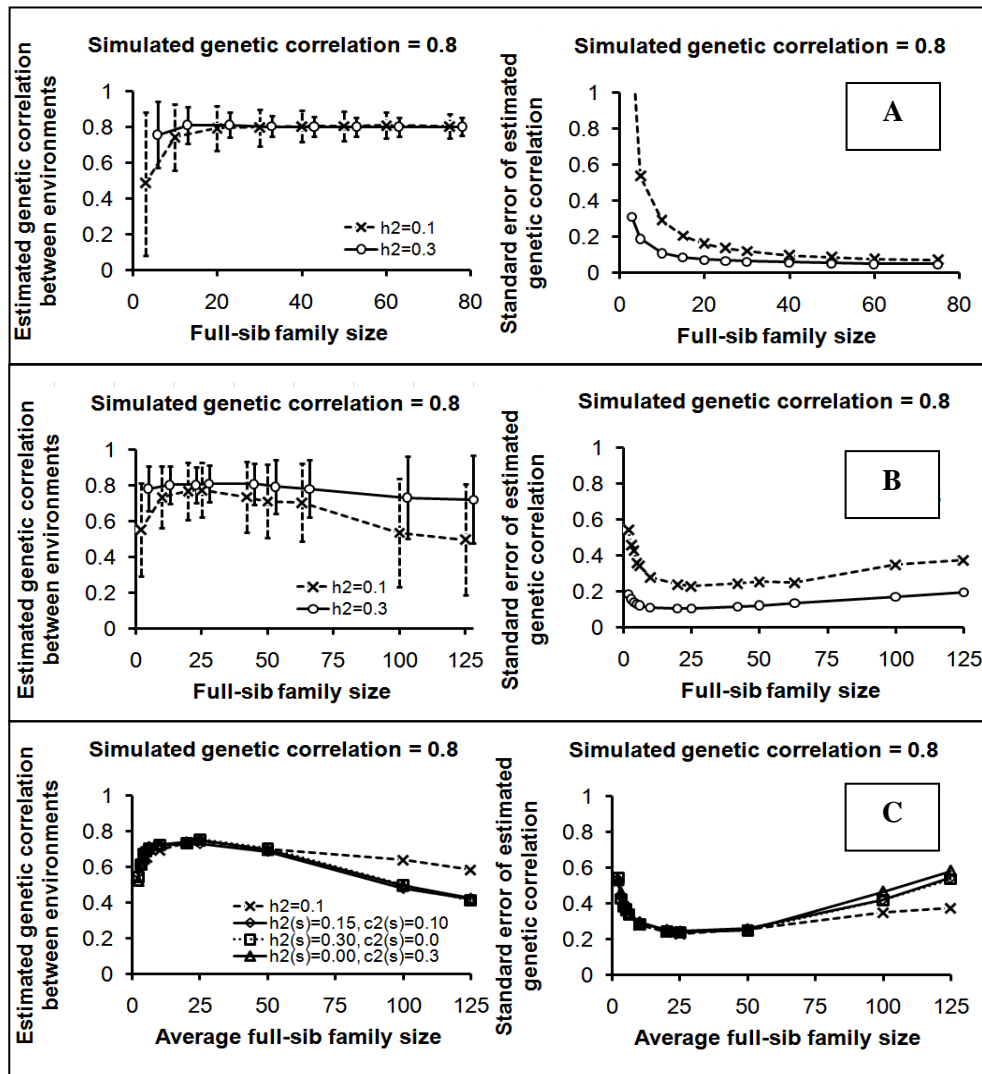 Simulated genetic correlation = 0.8
Estimated genetic correlation
between environments
1
0.8
0.6
0.4
0.2
0
h2=0.1
h2=0.3
0 20 40 60 80
Full-sib family size
Simulated genetic correlation = 0.8
A
Standard error of estimated
genetic correlation
1
0.8
0.6
0.4
0.2
0
0 20 40 60 80
Full-sib family size
Simulated genetic correlation = 0.8
Estimated genetic correlation
between environments
1
0.8
0.6
0.4
0.2
0
h2=0.1
h2=0.3
0 25 50 75 100 125
Full-sib family size
Simulated genetic correlation = 0.8
B
Standard error of estimated
genetic correlation
1
0.8
0.6
0.4
0.2
0
0 25 50 75 100 125
Full-sib family size
Simulated genetic correlation = 0.8
Estimated genetic correlation
between environments
1
0.8
0.6
0.4
0.2
0
h2=0.1
h2(s)=0.15, c2(s)=0.10
h2(s)=0.30, c2(s)=0.0
h2(s)=0.00, c2(s)=0.3
0 25 50 75 100 125
Average full-sib family size
Simulated genetic correlation = 0.8
C
Standard error of estimated
genetic correlation
1
0.8
0.6
0.4
0.2
0
0 25 50 75 100 125
Average full-sib family size